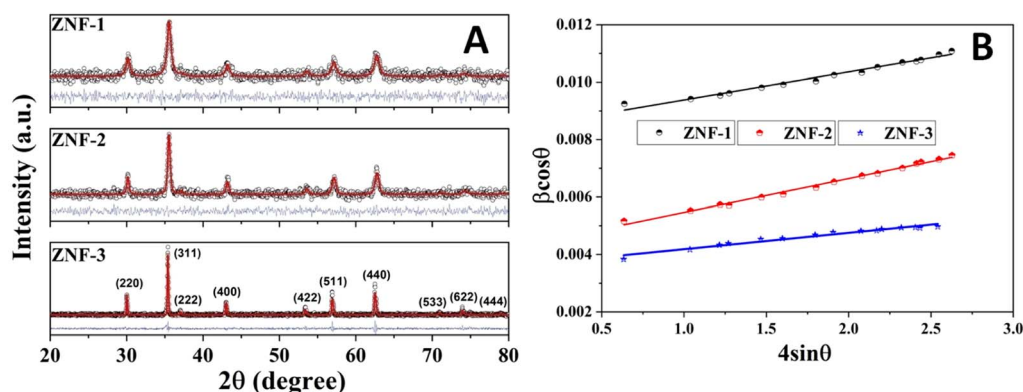 ZNF-1
A
ZNF-2
ZNF-3
(220)
(311)
(222)
(400)
(422)
(511)
(440)
(533)
(622)
(444)
20 30 40 50 60 70 80
2θ (degree)
Intensity (a.u.)
B
0.012
0.010
0.008
0.006
0.004
0.002
ZNF-1 ZNF-2 ZNF-3
0.5 1.0 1.5 2.0 2.5 3.0
4sinθ
βcosθ